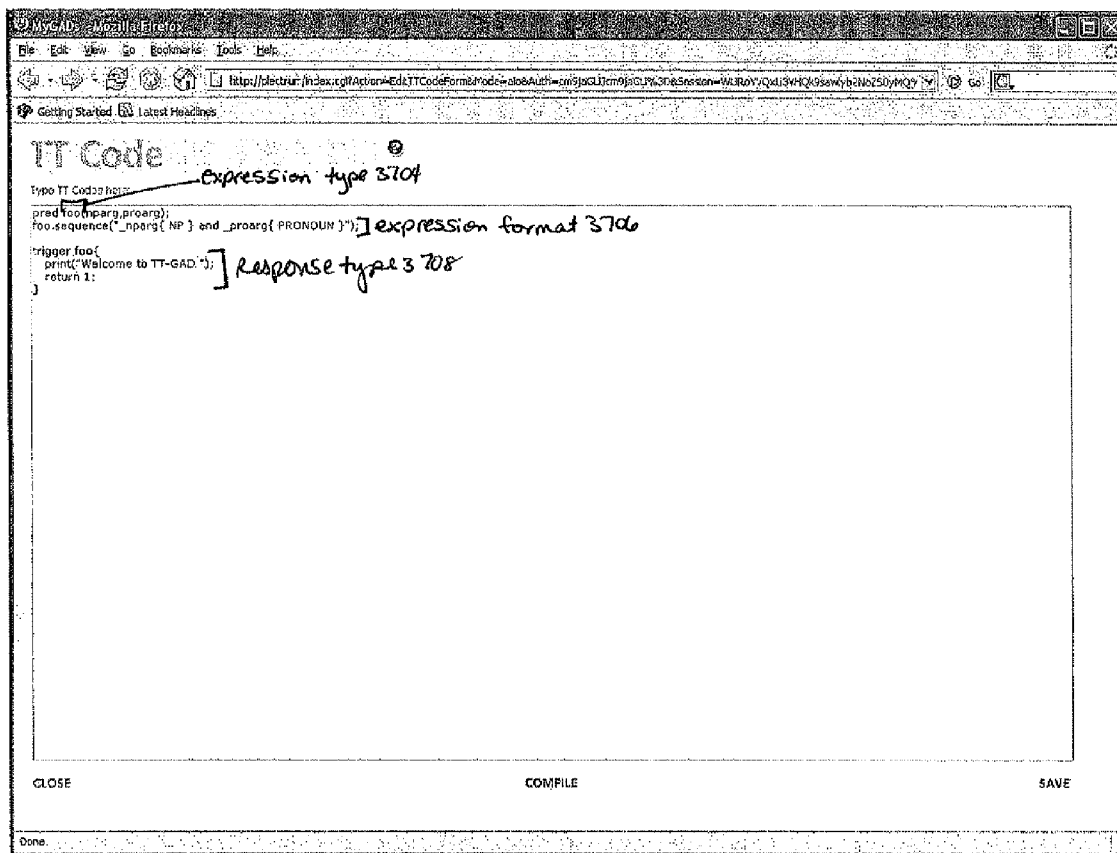 MyGAD - Mozilla Firefox
File Edit View Go Bookmarks Tools Help
Go
Getting Started Latest Headlines
TT Code
expression type 3704
Type TT Codes here
pred foo(nparg,proarg);
foo.sequence("_nparg{ NP } and _proarg{ PRONOUN }"); ] expression format 3706
trigger foo{
print("Welcome to TT-GAD."); ] Response type 3708
return 1;
}
CLOSE COMPILE SAVE
Done